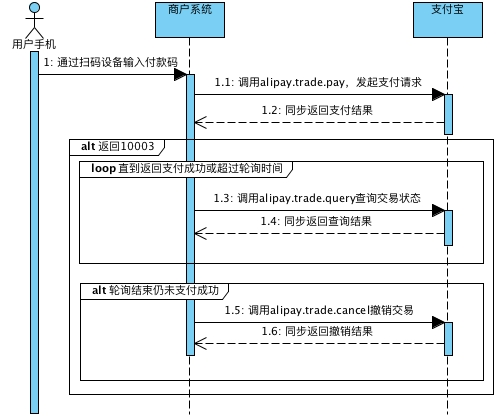 商户系统
支付宝
用户手机
1: 通过扫码设备输入付款码
1.1: 调用alipay.trade.pay，发起支付请求
1.2: 同步返回支付结果
alt 返回10003
loop 直到返回支付成功或超过轮询时间
1.3: 调用alipay.trade.query查询交易状态
1.4: 同步返回查询结果
alt 轮询结束仍未支付成功
1.5: 调用alipay.trade.cancel撤销交易
1.6: 同步返回撤销结果